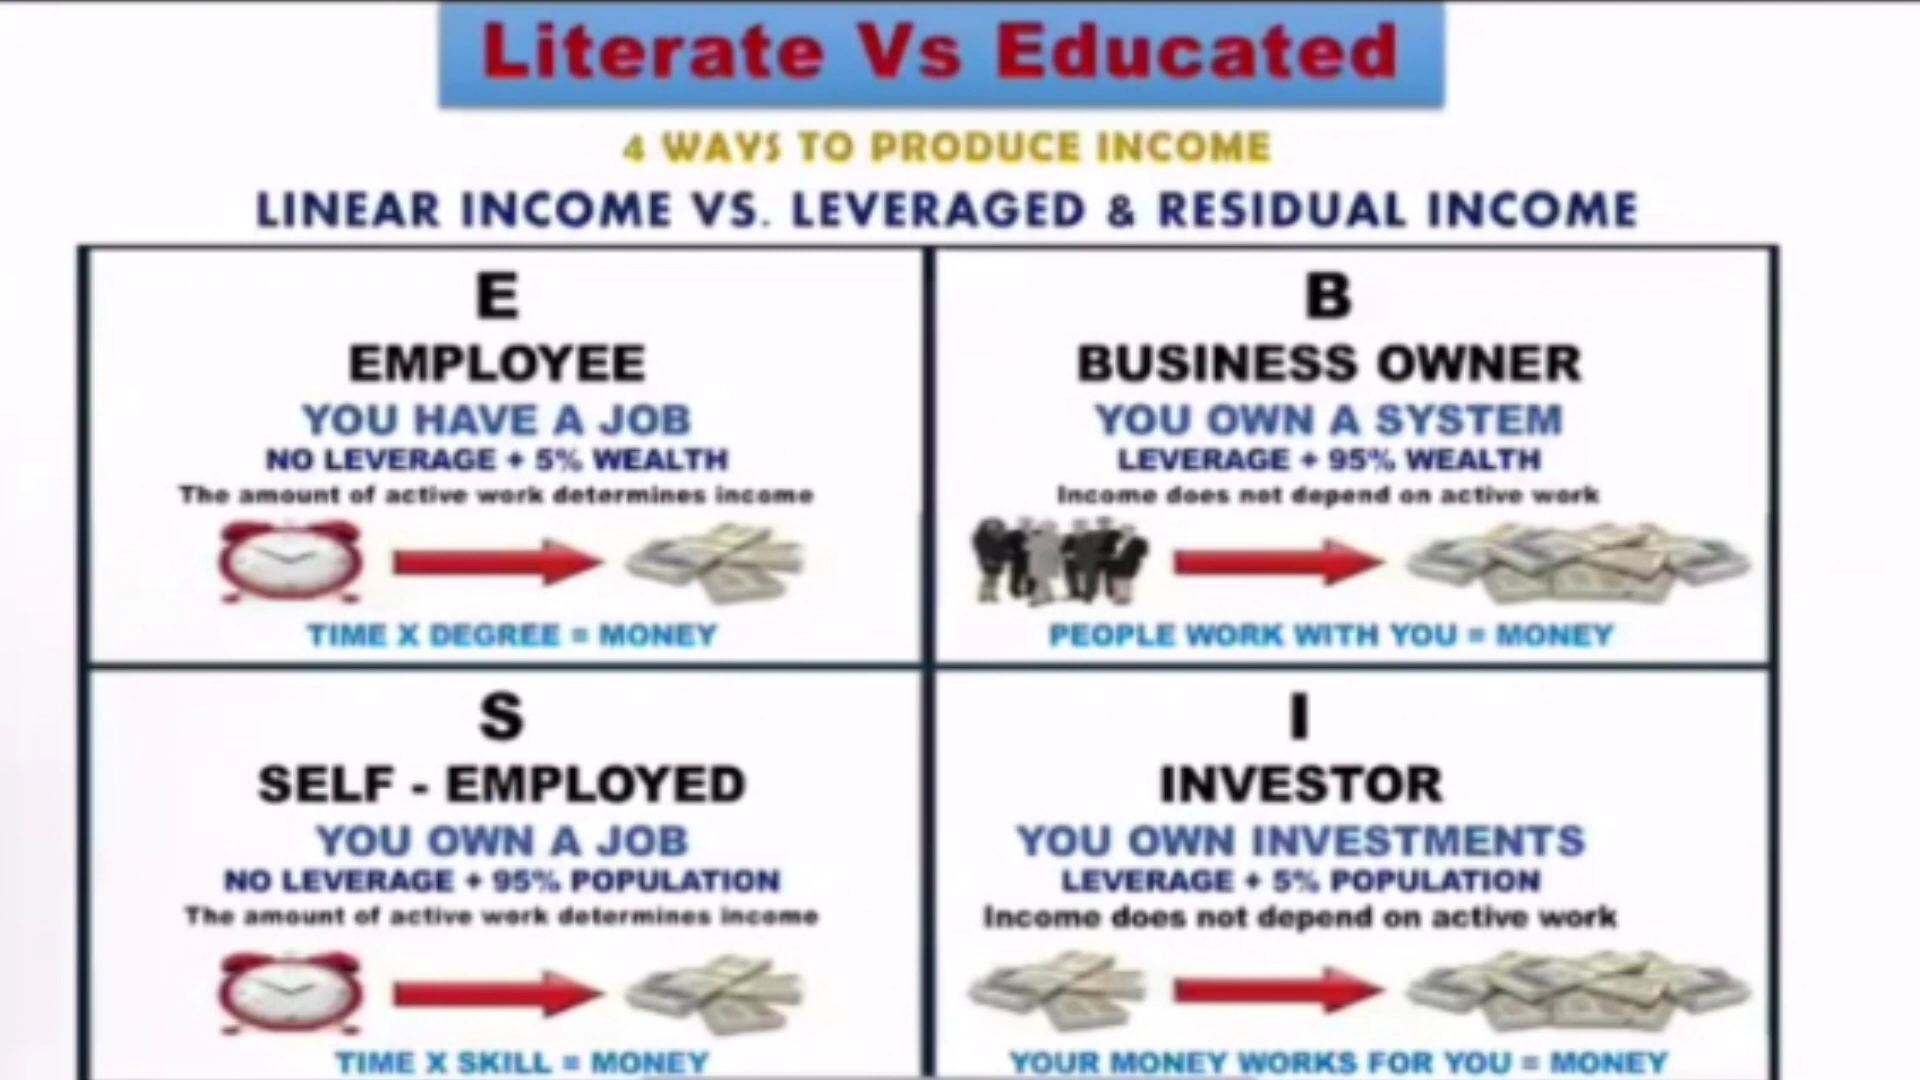 Literate Vs Educated
4 WAYS TO PRODUCE INCOME
LINEAR INCOME VS. LEVERAGED & RESIDUAL INCOME
E
EMPLOYEE
YOU HAVE A JOB
NO LEVERAGE + 5% WEALTH
The amount of active work determines income
TIME X DEGREE = MONEY
B
BUSINESS OWNER
YOU OWN A SYSTEM
LEVERAGE + 95% WEALTH
Income does not depend on active work
PEOPLE WORK WITH YOU = MONEY
S
SELF - EMPLOYED
YOU OWN A JOB
NO LEVERAGE + 95% POPULATION
The amount of active work determines income
TIME X SKILL = MONEY
I
INVESTOR
YOU OWN INVESTMENTS
LEVERAGE + 5% POPULATION
Income does not depend on active work
YOUR MONEY WORKS FOR YOU = MONEY